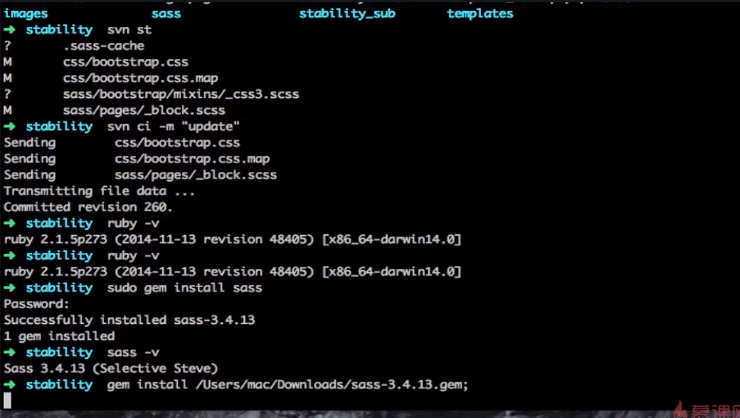 images sass stability_sub templates
➜ stability svn st
? .sass-cache
M css/bootstrap.css
M css/bootstrap.css.map
? sass/bootstrap/mixins/_css3.scss
M sass/pages/_block.scss
➜ stability svn ci -m "update"
Sending css/bootstrap.css
Sending css/bootstrap.css.map
Sending sass/pages/_block.scss
Transmitting file data ...
Committed revision 260.
➜ stability ruby -v
ruby 2.1.5p273 (2014-11-13 revision 48405) [x86_64-darwin14.0]
➜ stability ruby -v
ruby 2.1.5p273 (2014-11-13 revision 48405) [x86_64-darwin14.0]
➜ stability sudo gem install sass
Password:
Successfully installed sass-3.4.13
1 gem installed
➜ stability sass -v
Sass 3.4.13 (Selective Steve)
➜ stability gem install /Users/mac/Downloads/sass-3.4.13.gem;
慕课网